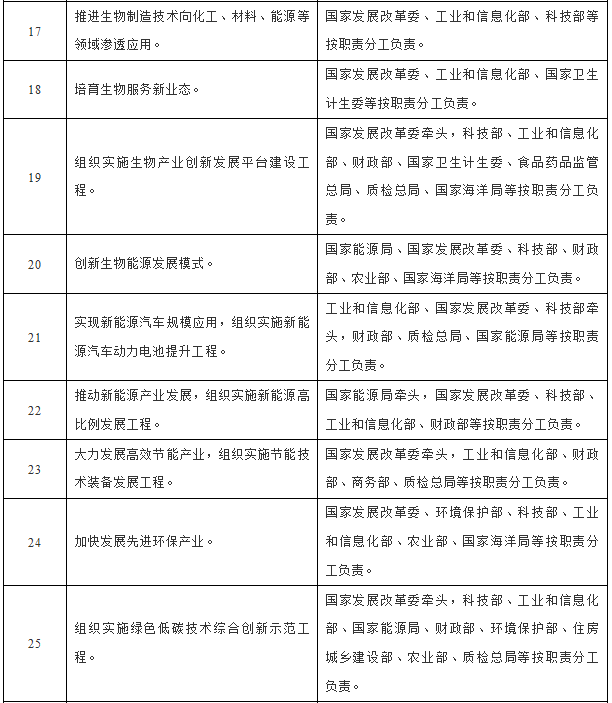 17
推进生物制造技术向化工、材料、能源等
领域渗透应用。
国家发展改革委、工业和信息化部、科技部等
按职责分工负责。
18
培育生物服务新业态。
国家发展改革委、工业和信息化部、国家卫生
计生委等按职责分工负责。
19
组织实施生物产业创新发展平台建设工
程。
国家发展改革委牵头，科技部、工业和信息化
部、财政部、国家卫生计生委、食品药品监管
总局、质检总局、国家海洋局等按职责分工负
责。
20
创新生物能源发展模式。
国家能源局、国家发展改革委、科技部、财政
部、农业部、国家海洋局等按职责分工负责。
21
实现新能源汽车规模应用，组织实施新能
源汽车动力电池提升工程。
工业和信息化部、国家发展改革委、科技部牵
头，财政部、质检总局、国家能源局等按职责
分工负责。
22
推动新能源产业发展，组织实施新能源高
比例发展工程。
国家能源局牵头，国家发展改革委、科技部、
工业和信息化部、财政部等按职责分工负责。
23
大力发展高效节能产业，组织实施节能技
术装备发展工程。
国家发展改革委牵头，工业和信息化部、财政
部、商务部、质检总局等按职责分工负责。
24
加快发展先进环保产业。
国家发展改革委、环境保护部、科技部、工业
和信息化部、农业部、国家海洋局等按职责分
工负责。
25
组织实施绿色低碳技术综合创新示范工
程。
国家发展改革委牵头，科技部、工业和信息化
部、国家能源局、财政部、环境保护部、住房
城乡建设部、农业部、质检总局等按职责分工
负责。